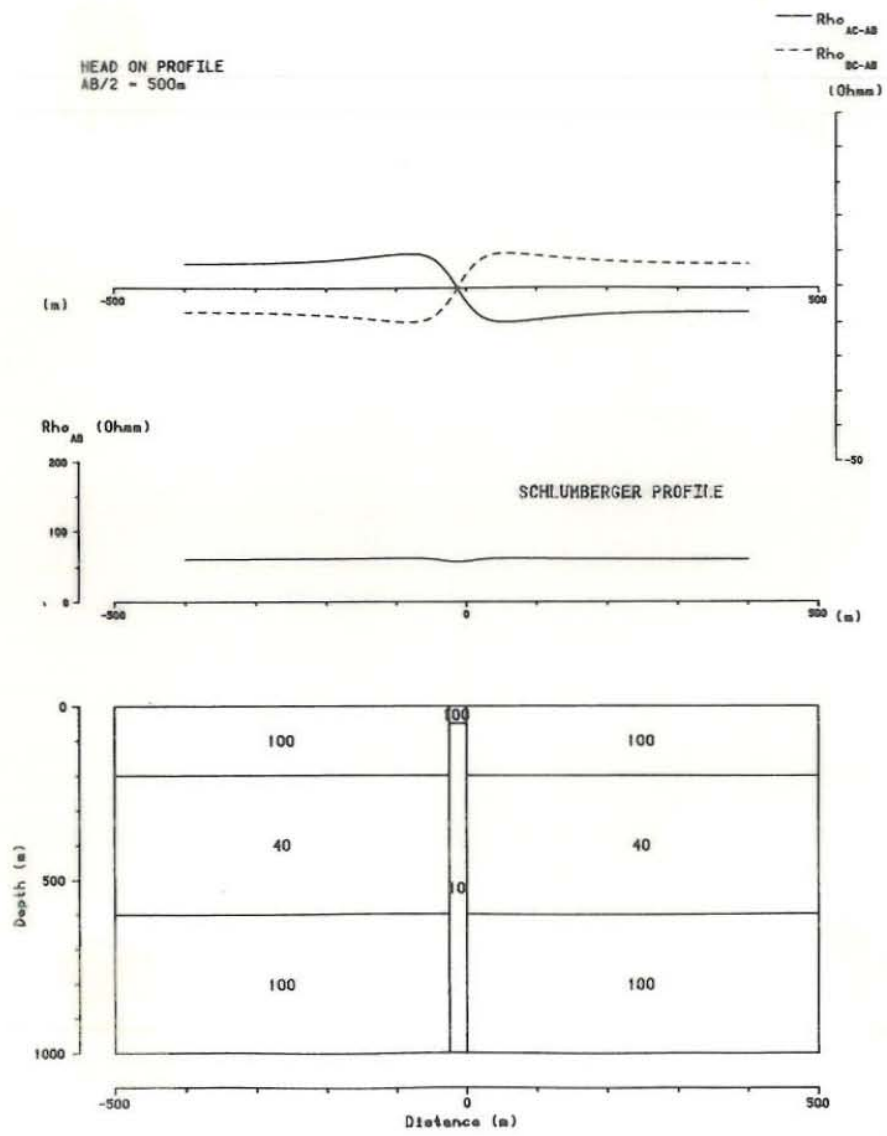 Rho AC-AB
Rho BC-AB
HEAD ON PROFILE
AB/2 = 500m
(Ohmm)
(m) -500 500
-50
Rho AB (Ohmm)
200
SCHLUMBERGER PROFILE
100
0
-500 0 500 (m)
0
100
100 100
40 40
500
10
100 100
1000
Depth (m)
-500 0 500
Distance (m)